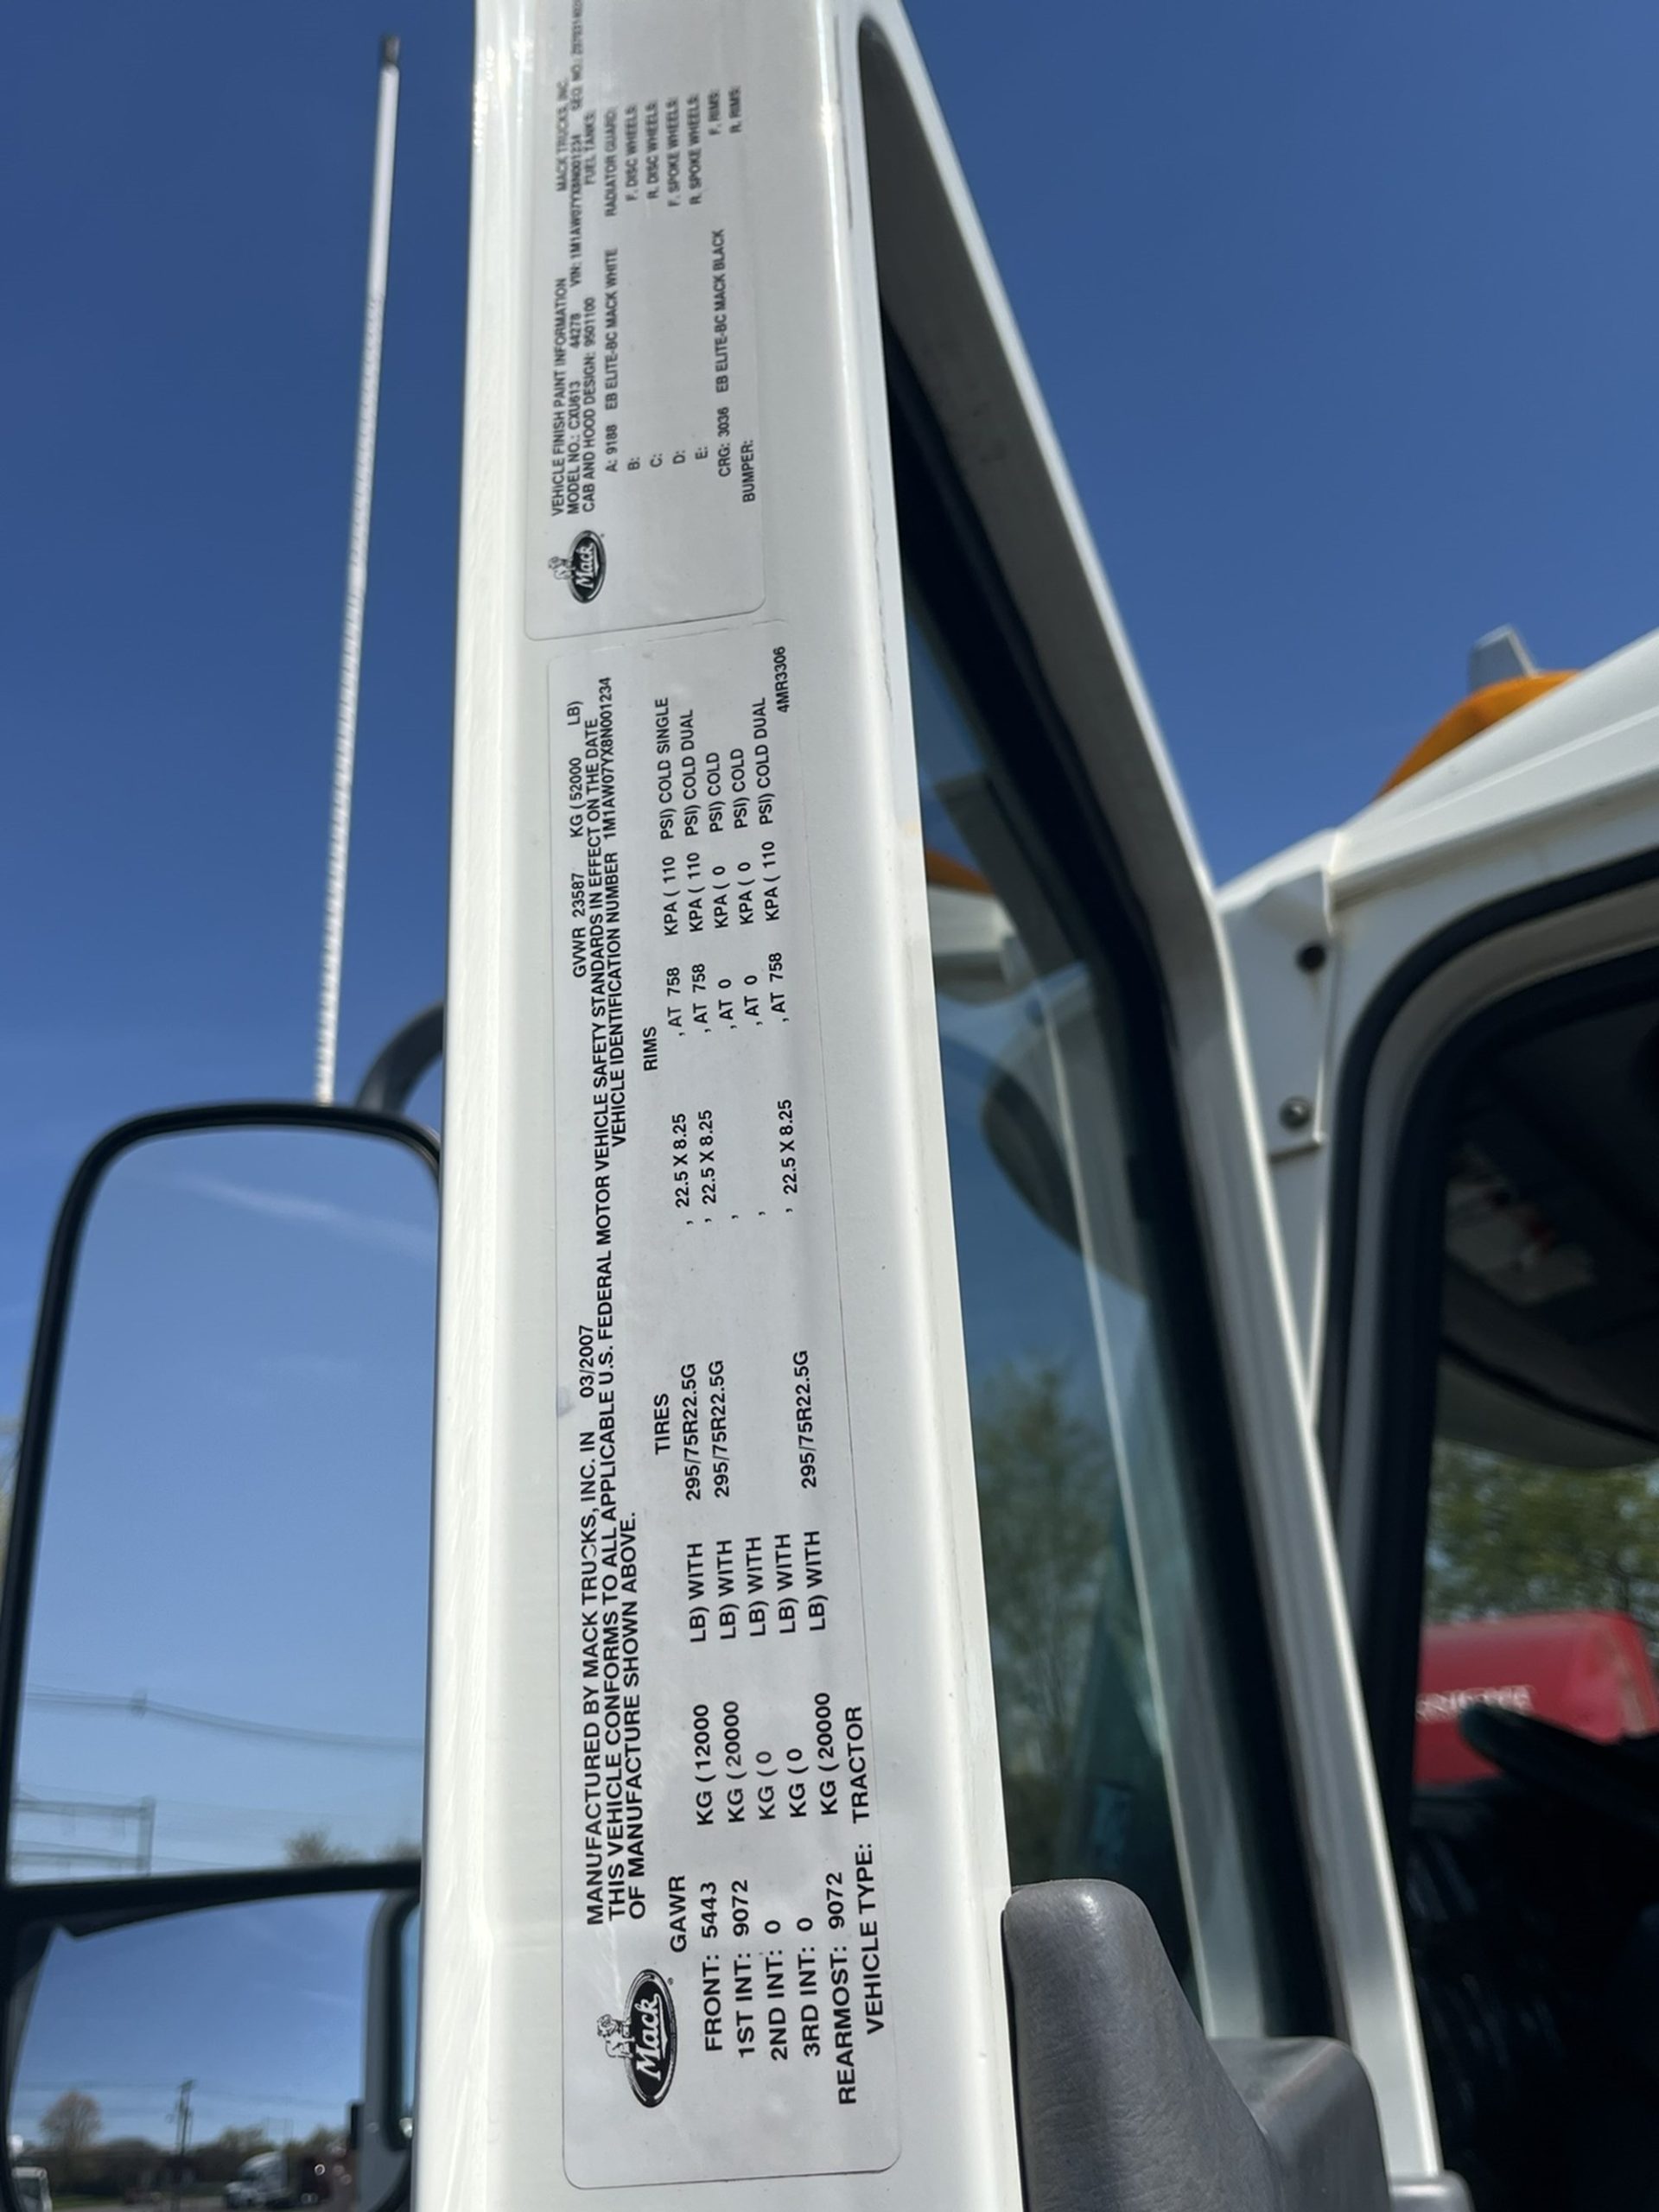 Mack
MANUFACTURED BY MACK TRUCKS, INC. IN 03/2007 GVWR 23587 KG ( 52000 LB)
THIS VEHICLE CONFORMS TO ALL APPLICABLE U.S. FEDERAL MOTOR VEHICLE SAFETY STANDARDS IN EFFECT ON THE DATE
OF MANUFACTURE SHOWN ABOVE. VEHICLE IDENTIFICATION NUMBER 1M1AW07YX8N001234
GAWR TIRES RIMS
FRONT: 5443 KG ( 12000 LB) WITH 295/75R22.5G , 22.5 X 8.25 , AT 758 KPA ( 110 PSI) COLD SINGLE
1ST INT: 9072 KG ( 20000 LB) WITH 295/75R22.5G , 22.5 X 8.25 , AT 758 KPA ( 110 PSI) COLD DUAL
2ND INT: 0 KG ( 0 LB) WITH , , AT 0 KPA ( 0 PSI) COLD
3RD INT: 0 KG ( 0 LB) WITH , , AT 0 KPA ( 0 PSI) COLD
REARMOST: 9072 KG ( 20000 LB) WITH 295/75R22.5G , 22.5 X 8.25 , AT 758 KPA ( 110 PSI) COLD DUAL
VEHICLE TYPE: TRACTOR 4MR3306
Mack
VEHICLE FINISH PAINT INFORMATION MACK TRUCKS, INC.
MODEL NO.: CXU613 44278 VIN: 1M1AW07YX8N001234 SEQ. NO.:
CAB AND HOOD DESIGN: 9501100 FUEL TANKS:
A: 9188 EB ELITE-BC MACK WHITE RADIATOR GUARD:
B: F. DISC WHEELS:
C: R. DISC WHEELS:
D: F. SPOKE WHEELS:
E: R. SPOKE WHEELS:
CRG: 3036 EB ELITE-BC MACK BLACK F. RIMS:
BUMPER: R. RIMS: